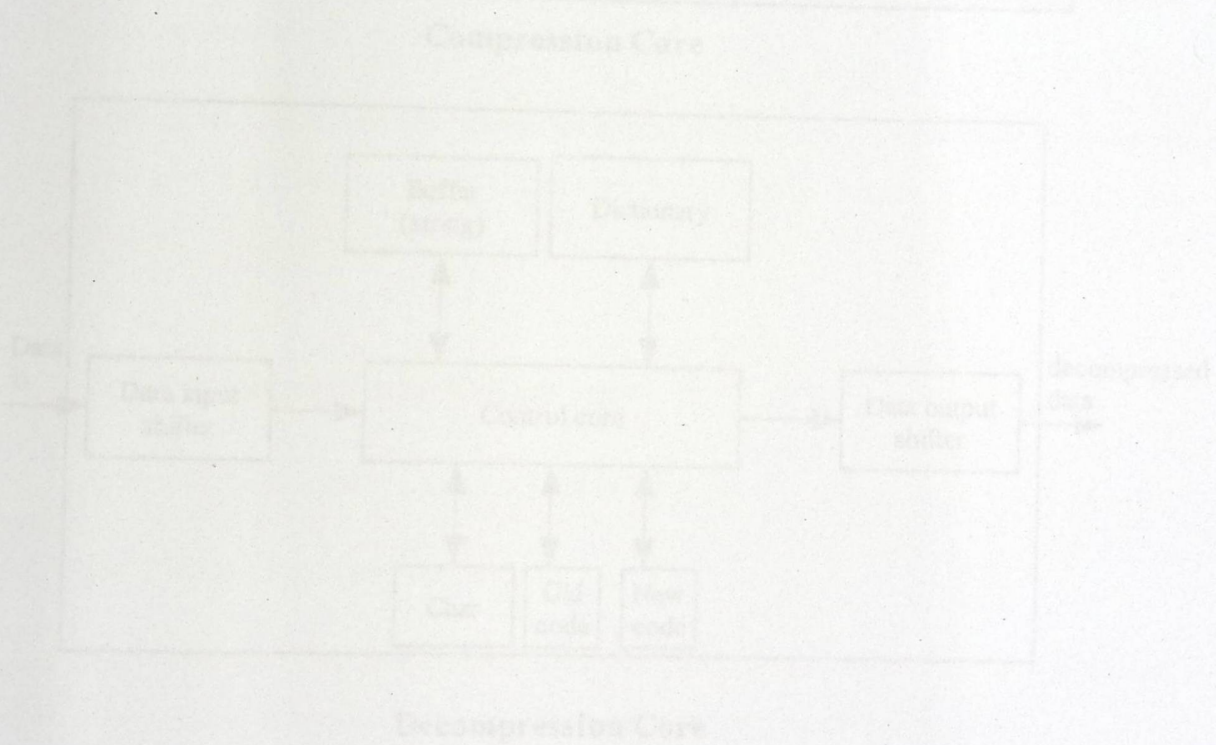 Compression Core
Buffer
(string)
Dictionary
Data
Data input
shifter
Control core
Data output
shifter
decompressed
data
Char
Old
code
New
code
Decompression Core